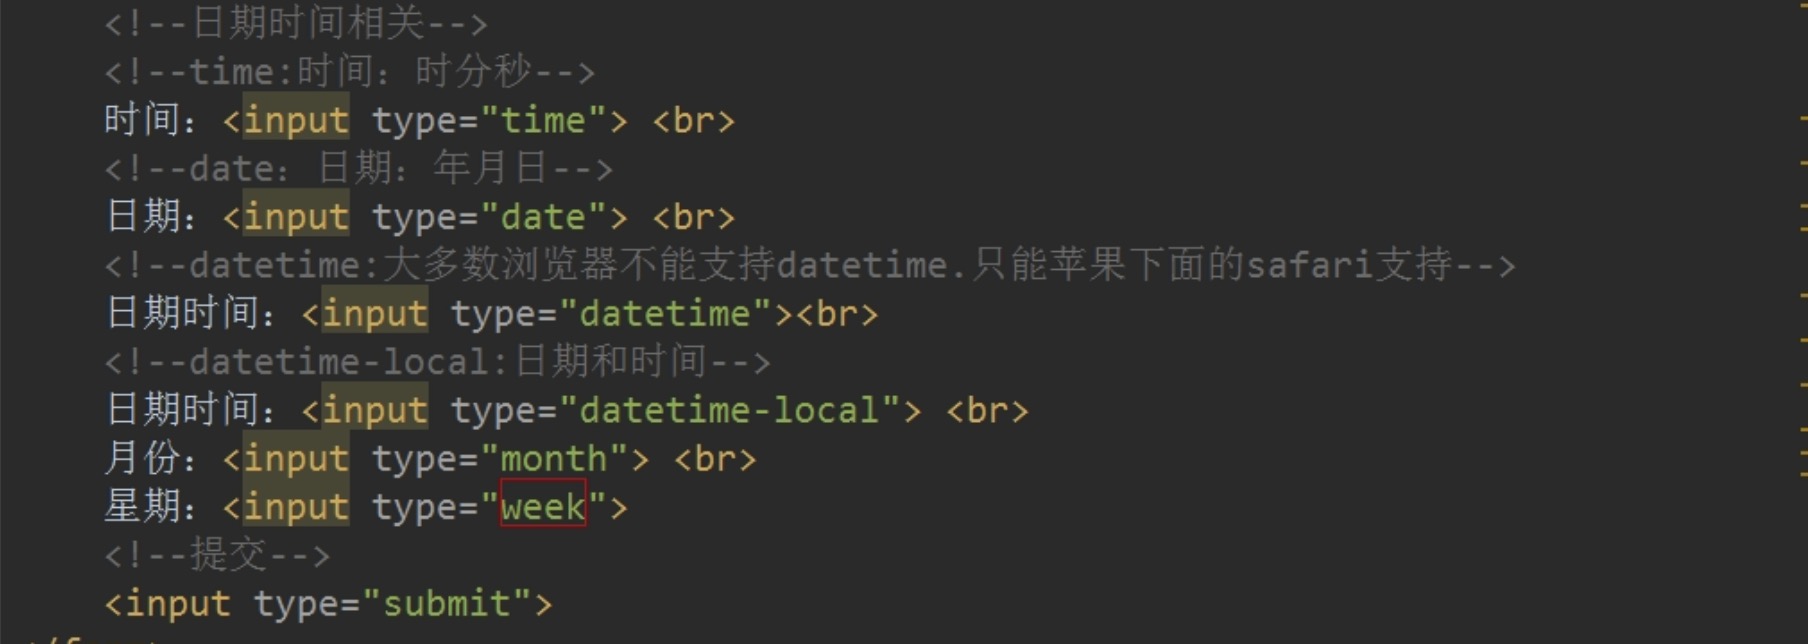 <!--日期时间相关-->
<!--time:时间：时分秒-->
时间：<input type="time"> <br>
<!--date：日期：年月日-->
日期：<input type="date"> <br>
<!--datetime:大多数浏览器不能支持datetime.只能苹果下面的safari支持-->
日期时间：<input type="datetime"><br>
<!--datetime-local:日期和时间-->
日期时间：<input type="datetime-local"> <br>
月份：<input type="month"> <br>
星期：<input type="week">
<!--提交-->
<input type="submit">